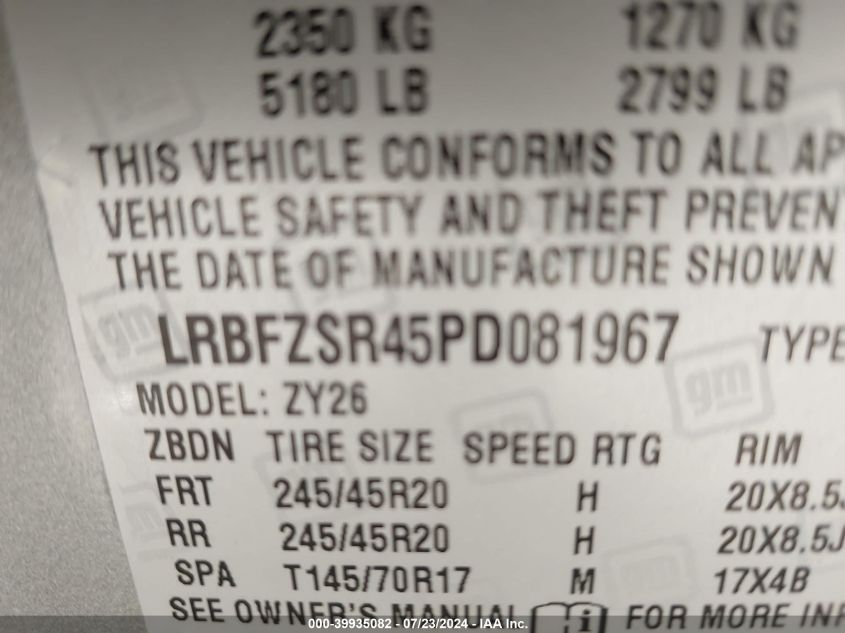 2350 KG 1270 KG
5180 LB 2799 LB
THIS VEHICLE CONFORMS TO ALL AP
VEHICLE SAFETY AND THEFT PREVEN
THE DATE OF MANUFACTURE SHOWN
gm LRBFZSR45PD081967 TYPE
gm
MODEL: ZY26
ZBDN TIRE SIZE SPEED RTG RIM
FRT 245/45R20 H 20X8.5J
RR 245/45R20 H 20X8.5J
SPA T145/70R17 M 17X4B
SEE OWNER'S MANUAL i FOR MORE INF
000-39935082 - 07/23/2024 - IAA Inc.